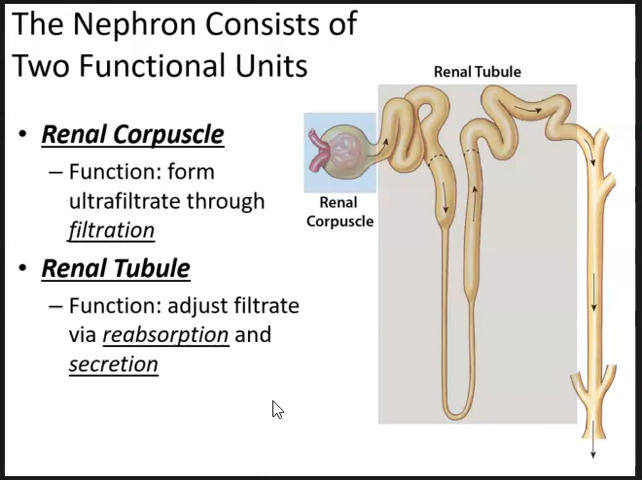 The Nephron Consists of
Two Functional Units
• Renal Corpuscle
– Function: form
ultrafiltrate through
filtration
• Renal Tubule
– Function: adjust filtrate
via reabsorption and
secretion
Renal Tubule
Renal
Corpuscle